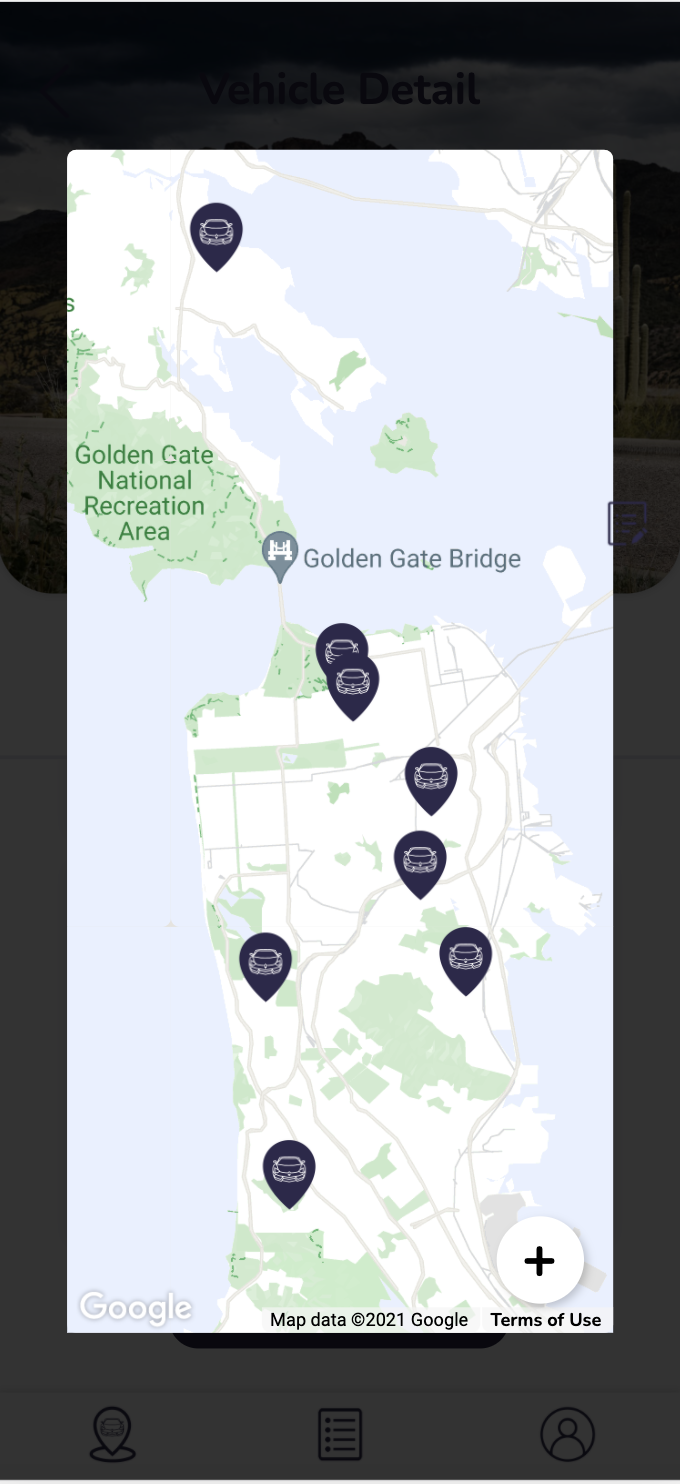 Vehicle Detail
s
Golden Gate
National
Recreation
Area
Golden Gate Bridge
Google
Map data ©2021 Google
Terms of Use